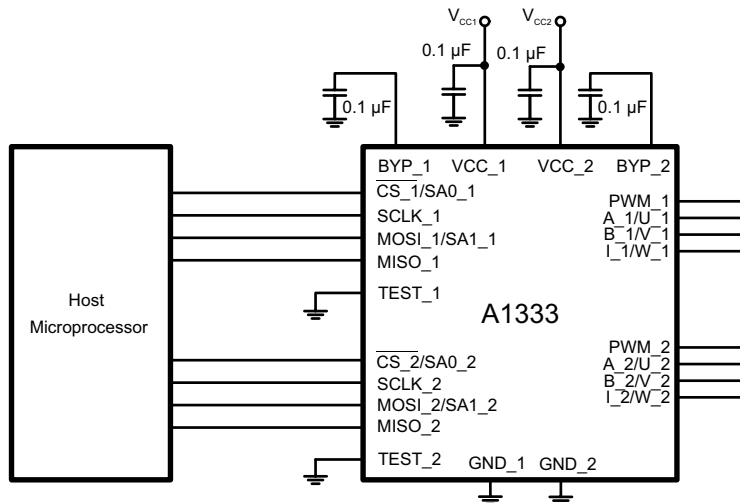 V_CC1 V_CC2
0.1 µF 0.1 µF
0.1 µF 0.1 µF
BYP_1 VCC_1 VCC_2 BYP_2
CS_1/SA0_1
SCLK_1
MOSI_1/SA1_1
MISO_1
TEST_1
PWM_1
A_1/U_1
B_1/V_1
I_1/W_1
Host
Microprocessor
A1333
CS_2/SA0_2
SCLK_2
MOSI_2/SA1_2
MISO_2
TEST_2
PWM_2
A_2/U_2
B_2/V_2
I_2/W_2
GND_1 GND_2